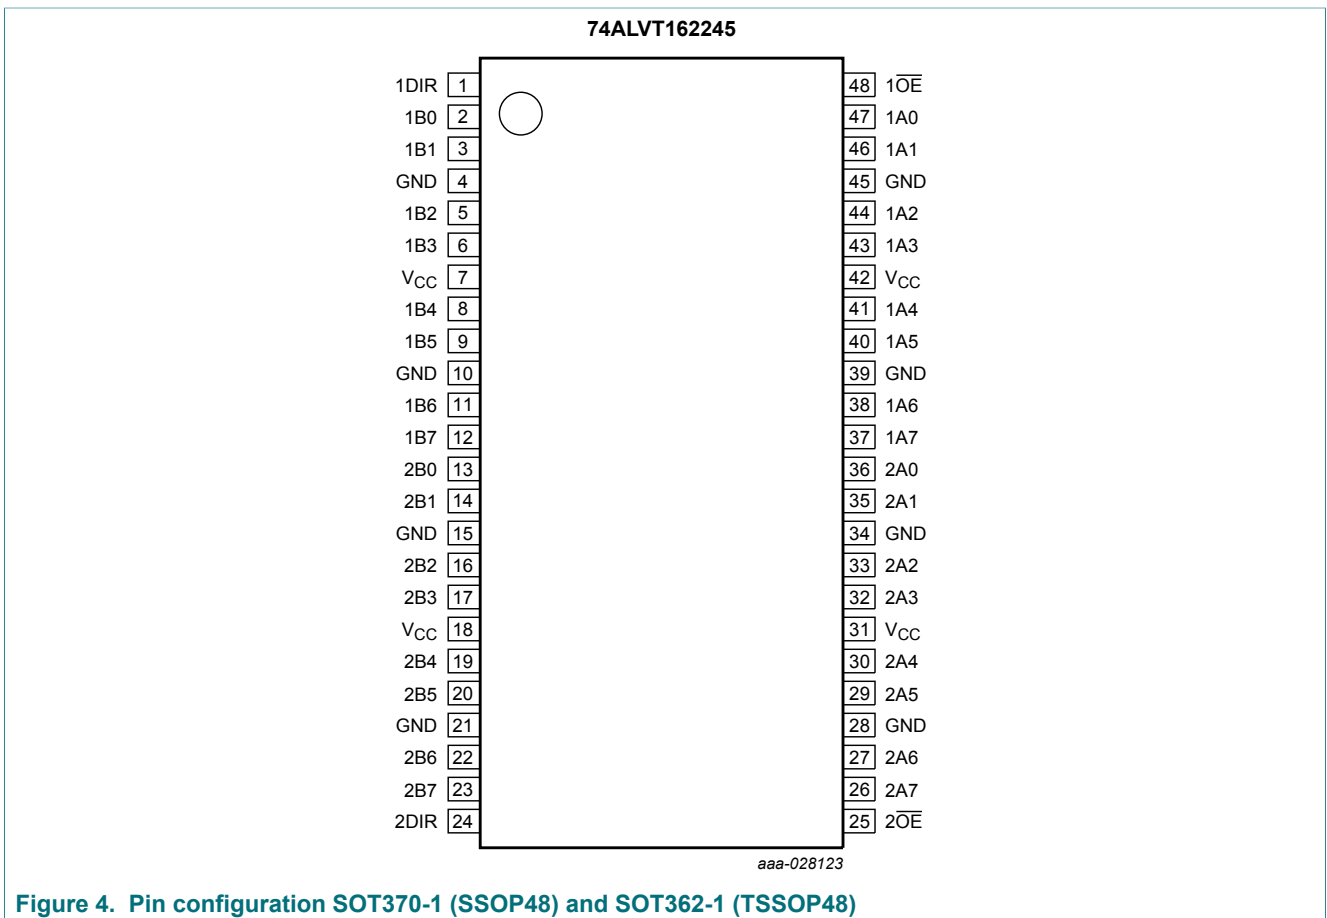 74ALVT162245
1DIR 1 48 1O̅E̅
1B0 2 47 1A0
1B1 3 46 1A1
GND 4 45 GND
1B2 5 44 1A2
1B3 6 43 1A3
VCC 7 42 VCC
1B4 8 41 1A4
1B5 9 40 1A5
GND 10 39 GND
1B6 11 38 1A6
1B7 12 37 1A7
2B0 13 36 2A0
2B1 14 35 2A1
GND 15 34 GND
2B2 16 33 2A2
2B3 17 32 2A3
VCC 18 31 VCC
2B4 19 30 2A4
2B5 20 29 2A5
GND 21 28 GND
2B6 22 27 2A6
2B7 23 26 2A7
2DIR 24 25 2O̅E̅
aaa-028123
Figure 4. Pin configuration SOT370-1 (SSOP48) and SOT362-1 (TSSOP48)